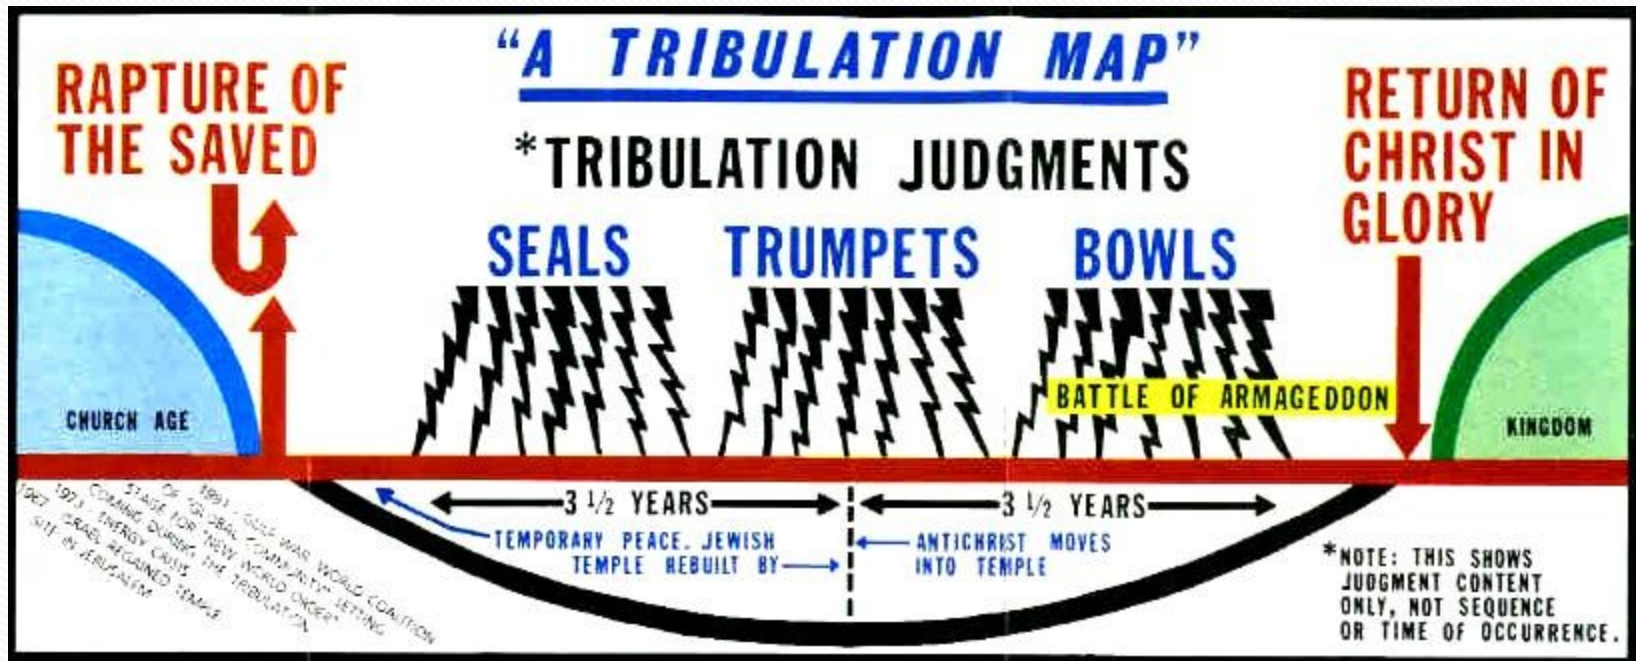 “A TRIBULATION MAP”
RAPTURE OF
THE SAVED
*TRIBULATION JUDGMENTS
RETURN OF
CHRIST IN
GLORY
SEALS
TRUMPETS
BOWLS
BATTLE OF ARMAGEDDON
CHURCH AGE
KINGDOM
3 1/2 YEARS
3 1/2 YEARS
TEMPORARY PEACE. JEWISH
TEMPLE REBUILT BY
ANTICHRIST MOVES
INTO TEMPLE
1991 - GULF WAR WORLD COALITION
OF "GLOBAL COMMUNITY" SETTING
STAGE FOR "NEW WORLD ORDER"
COMING DURING THE TRIBULATION
1973 - ENERGY CRISIS
1967 - ISRAEL REGAINED TEMPLE
SITE IN JERUSALEM
*NOTE: THIS SHOWS
JUDGMENT CONTENT
ONLY, NOT SEQUENCE
OR TIME OF OCCURRENCE.